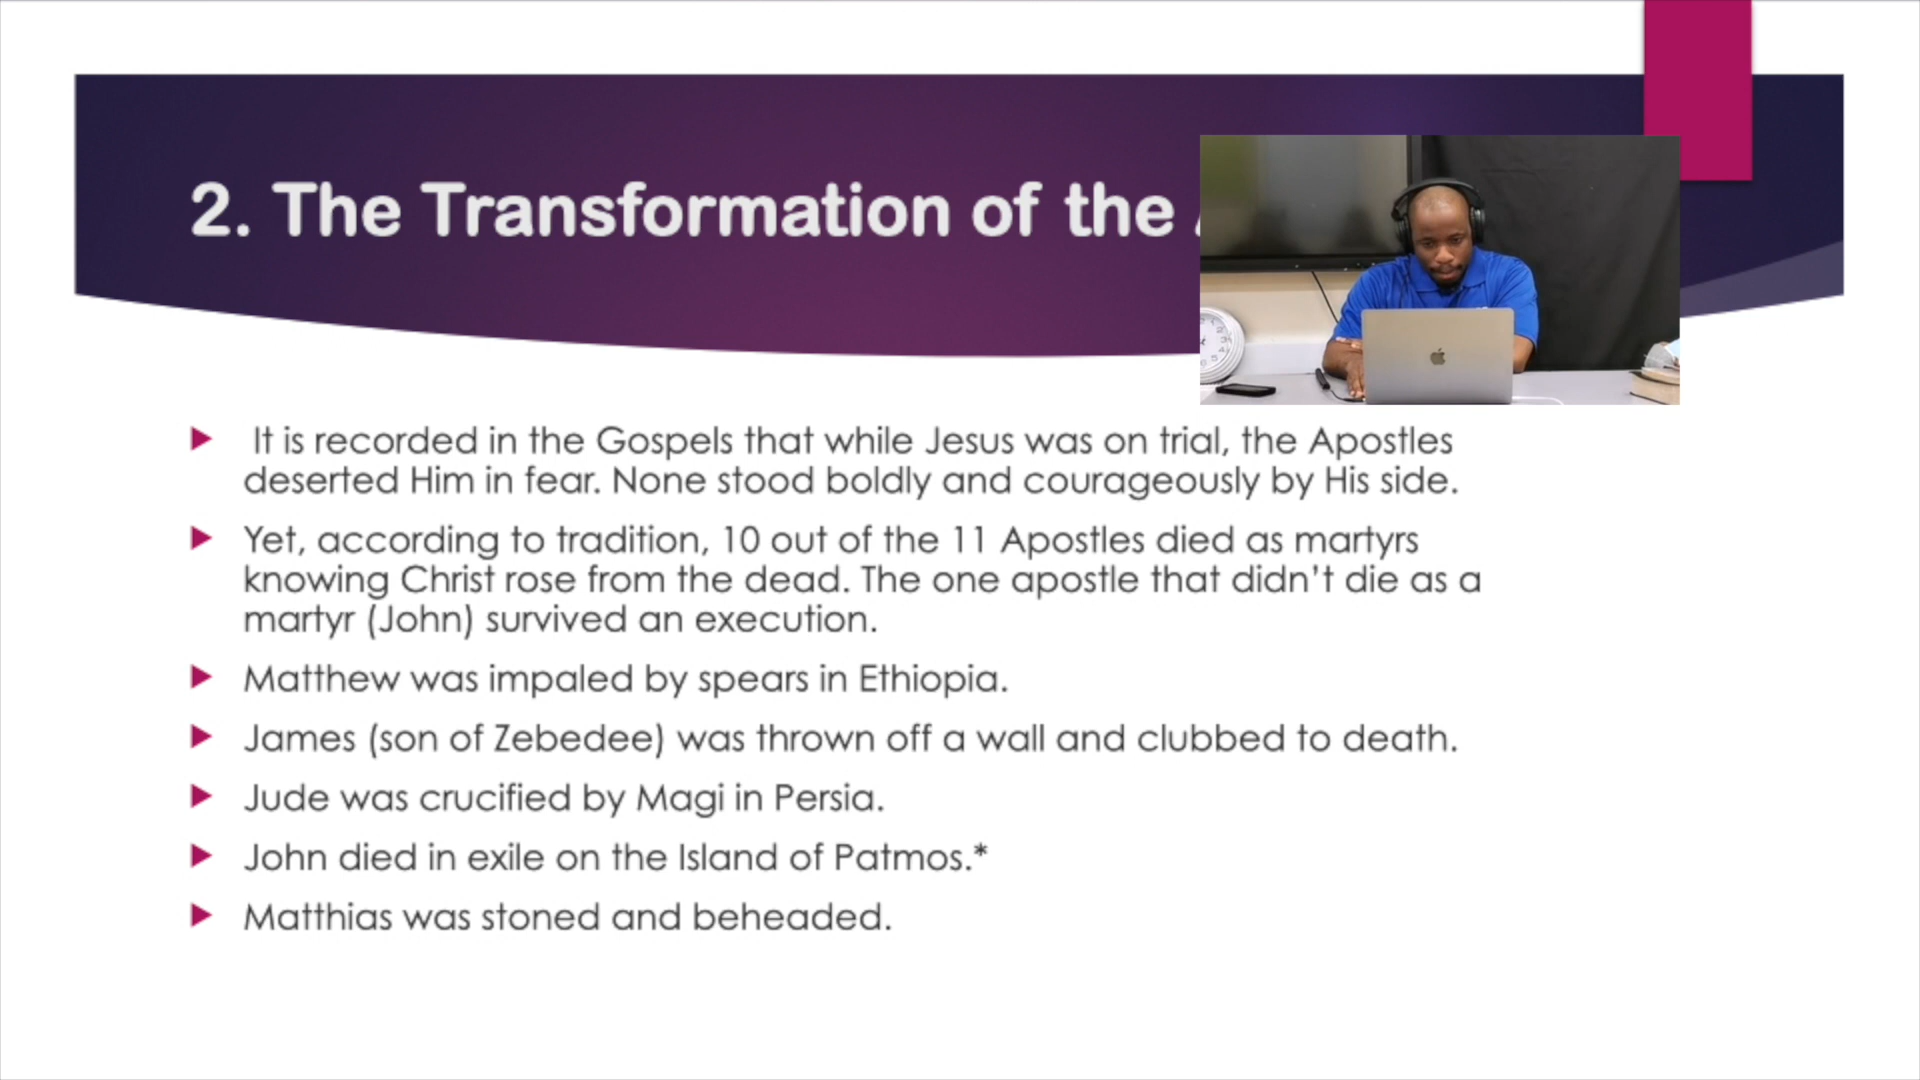 2. The Transformation of the
It is recorded in the Gospels that while Jesus was on trial, the Apostles
deserted Him in fear. None stood boldly and courageously by His side.
Yet, according to tradition, 10 out of the 11 Apostles died as martyrs
knowing Christ rose from the dead. The one apostle that didn’t die as a
martyr (John) survived an execution.
Matthew was impaled by spears in Ethiopia.
James (son of Zebedee) was thrown off a wall and clubbed to death.
Jude was crucified by Magi in Persia.
John died in exile on the Island of Patmos.*
Matthias was stoned and beheaded.